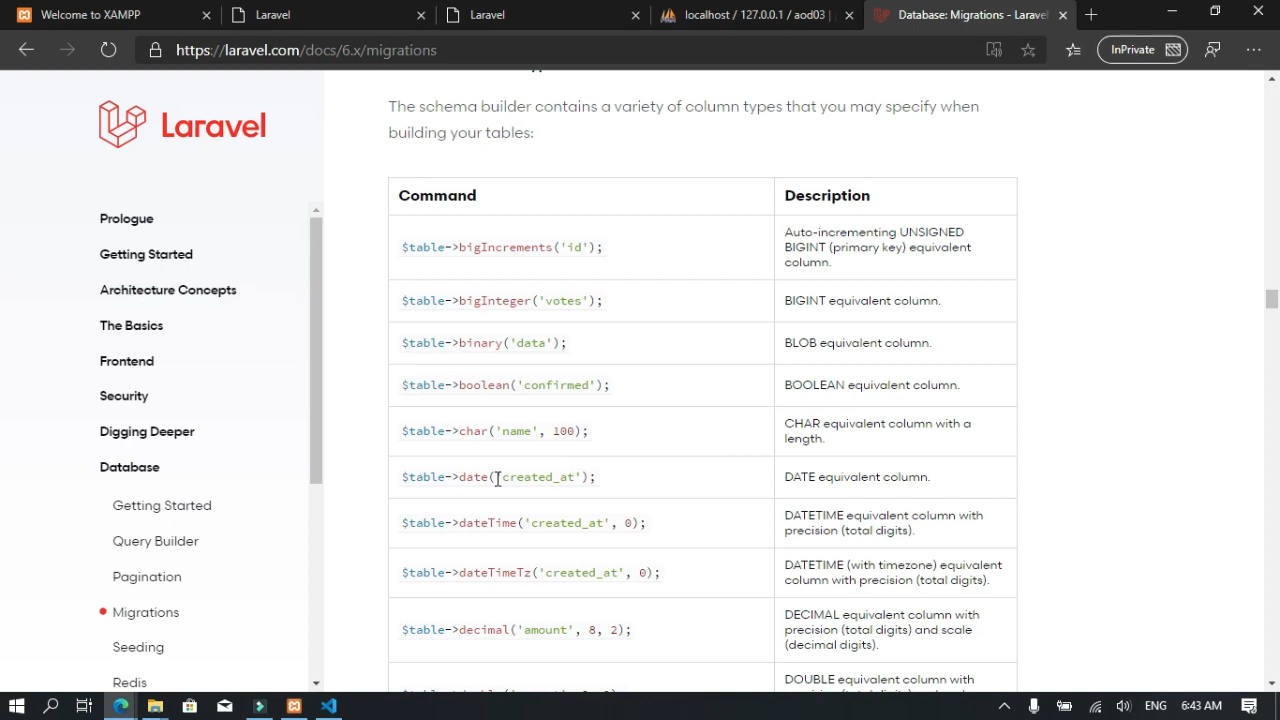 Welcome to XAMPP
Laravel
Laravel
localhost / 127.0.0.1 / aod03 |
Database: Migrations - Laravel
https://laravel.com/docs/6.x/migrations
InPrivate
Laravel
Prologue
Getting Started
Architecture Concepts
The Basics
Frontend
Security
Digging Deeper
Database
Getting Started
Query Builder
Pagination
Migrations
Seeding
Redis
The schema builder contains a variety of column types that you may specify when
building your tables:
Command Description
$table->bigIncrements('id'); Auto-incrementing UNSIGNED
BIGINT (primary key) equivalent
column.
$table->bigInteger('votes'); BIGINT equivalent column.
$table->binary('data'); BLOB equivalent column.
$table->boolean('confirmed'); BOOLEAN equivalent column.
$table->char('name', 100); CHAR equivalent column with a
length.
$table->date('created_at'); DATE equivalent column.
$table->dateTime('created_at', 0); DATETIME equivalent column with
precision (total digits).
$table->dateTimeTz('created_at', 0); DATETIME (with timezone) equivalent
column with precision (total digits).
$table->decimal('amount', 8, 2); DECIMAL equivalent column with
precision (total digits) and scale
(decimal digits).
DOUBLE equivalent column with
ENG 6:43 AM